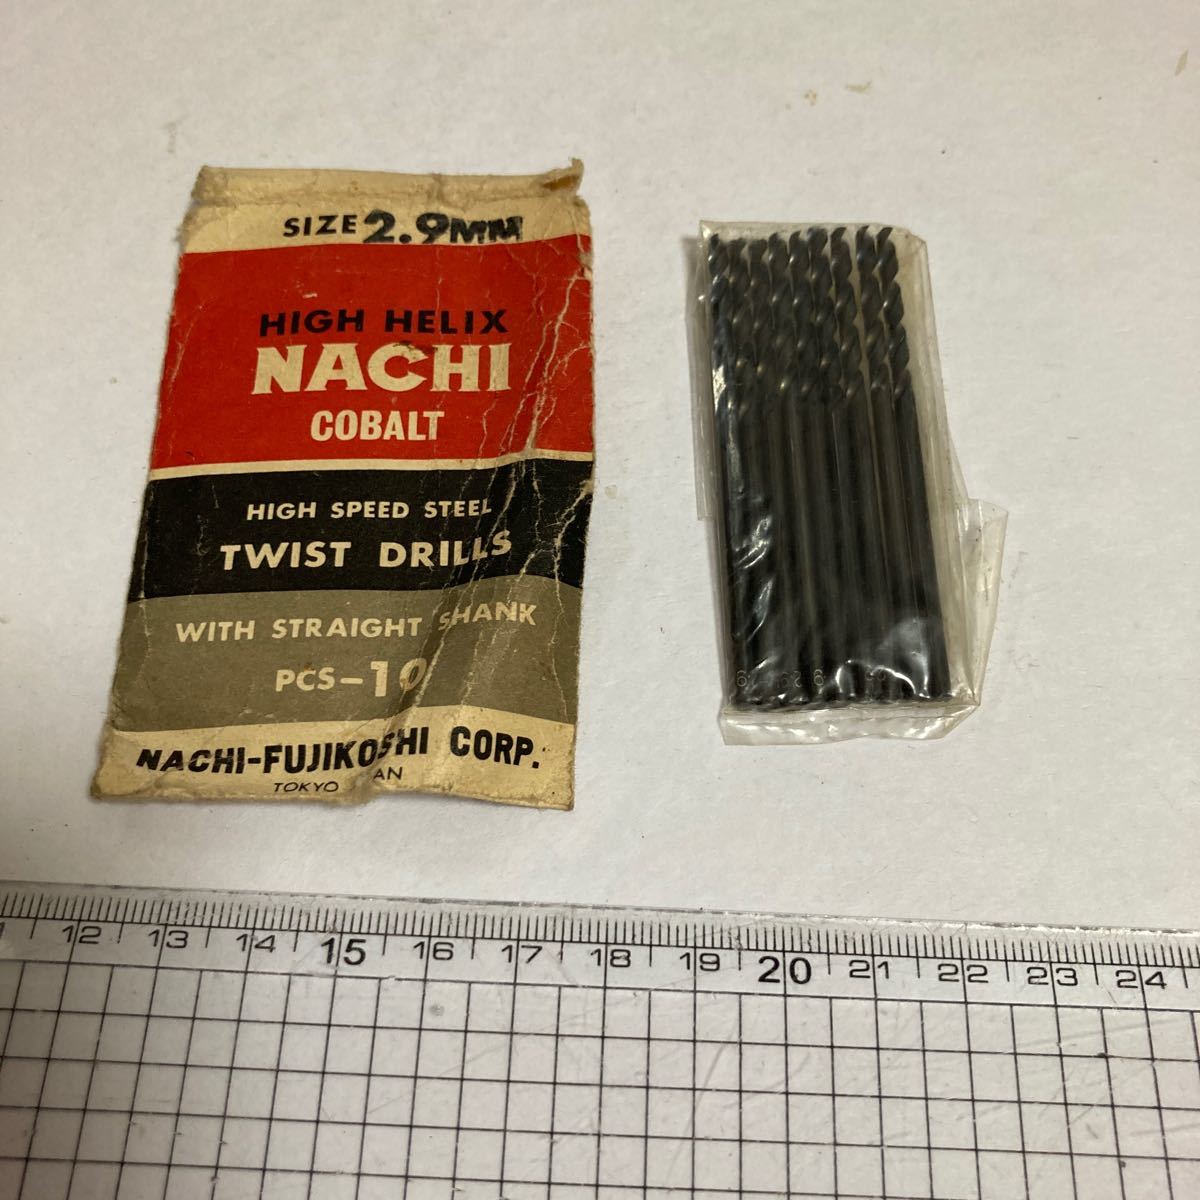 SIZE 2.9MM
HIGH HELIX
NACHI
COBALT
HIGH SPEED STEEL
TWIST DRILLS
WITH STRAIGHT SHANK
PCS-10
NACHI-FUJIKOSHI CORP.
TOKYO
12 13 14 15 16 17 18 19 20 21 22 23 24